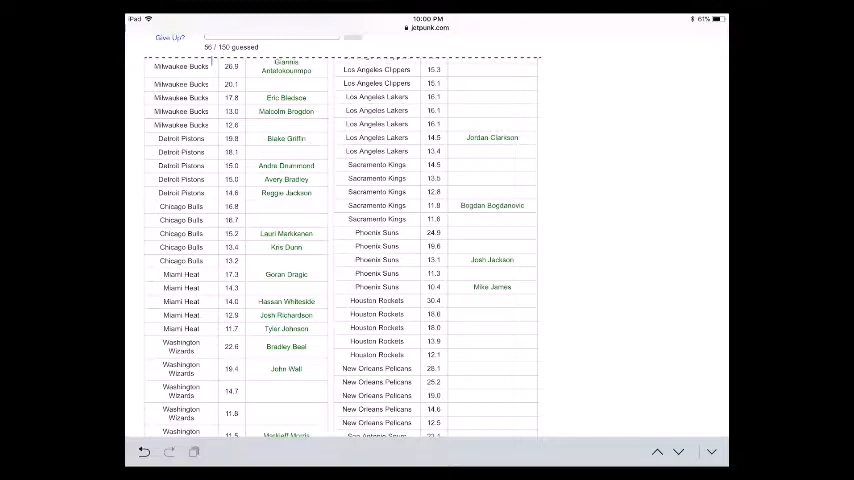 iPad 10:00 PM 61%
jetpunk.com
Give Up?
56 / 150 guessed
Milwaukee Bucks 26.9 Giannis Antetokounmpo
Milwaukee Bucks 20.1
Milwaukee Bucks 17.8 Eric Bledsoe
Milwaukee Bucks 13.0 Malcolm Brogdon
Milwaukee Bucks 12.6
Detroit Pistons 19.8 Blake Griffin
Detroit Pistons 18.1
Detroit Pistons 15.0 Andre Drummond
Detroit Pistons 15.0 Avery Bradley
Detroit Pistons 14.6 Reggie Jackson
Chicago Bulls 16.8
Chicago Bulls 16.7
Chicago Bulls 15.2 Lauri Markkanen
Chicago Bulls 13.4 Kris Dunn
Chicago Bulls 13.2
Miami Heat 17.3 Goran Dragic
Miami Heat 14.3
Miami Heat 14.0 Hassan Whiteside
Miami Heat 12.9 Josh Richardson
Miami Heat 11.7 Tyler Johnson
Washington Wizards 22.6 Bradley Beal
Washington Wizards 19.4 John Wall
Washington Wizards 14.7
Washington Wizards 11.8
Washington 11.5 Markieff Morris
Los Angeles Clippers 15.3
Los Angeles Clippers 15.1
Los Angeles Lakers 16.1
Los Angeles Lakers 16.1
Los Angeles Lakers 16.1
Los Angeles Lakers 14.5 Jordan Clarkson
Los Angeles Lakers 13.4
Sacramento Kings 14.5
Sacramento Kings 13.5
Sacramento Kings 12.8
Sacramento Kings 11.8 Bogdan Bogdanovic
Sacramento Kings 11.6
Phoenix Suns 24.9
Phoenix Suns 19.6
Phoenix Suns 13.1 Josh Jackson
Phoenix Suns 11.3
Phoenix Suns 10.4 Mike James
Houston Rockets 30.4
Houston Rockets 18.6
Houston Rockets 18.0
Houston Rockets 13.9
Houston Rockets 12.1
New Orleans Pelicans 28.1
New Orleans Pelicans 25.2
New Orleans Pelicans 19.0
New Orleans Pelicans 14.6
New Orleans Pelicans 12.5
San Antonio Spurs